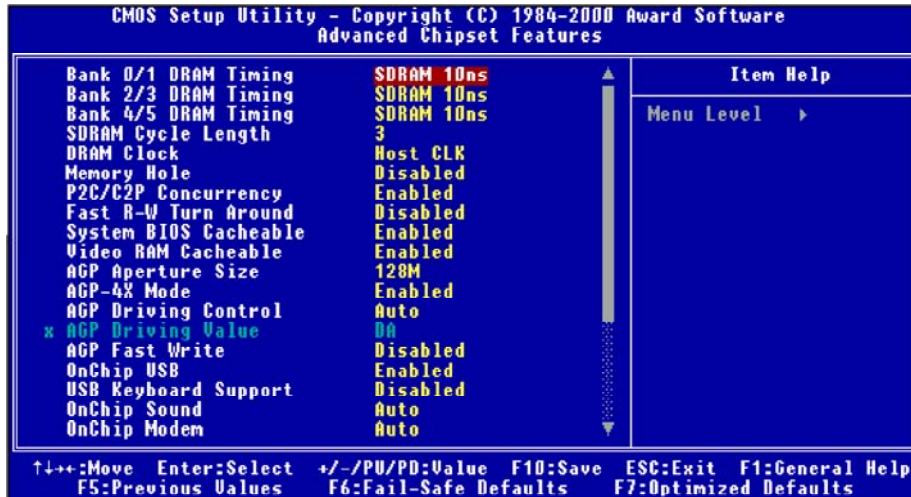 CMOS Setup Utility - Copyright (C) 1984-2000 Award Software
Advanced Chipset Features
Bank 0/1 DRAM Timing SDRAM 10ns
Bank 2/3 DRAM Timing SDRAM 10ns
Bank 4/5 DRAM Timing SDRAM 10ns
SDRAM Cycle Length 3
DRAM Clock Host CLK
Memory Hole Disabled
P2C/C2P Concurrency Enabled
Fast R-W Turn Around Disabled
System BIOS Cacheable Enabled
Video RAM Cacheable Enabled
AGP Aperture Size 128M
AGP-4X Mode Enabled
AGP Driving Control Auto
x AGP Driving Value DA
AGP Fast Write Disabled
OnChip USB Enabled
USB Keyboard Support Disabled
OnChip Sound Auto
OnChip Modem Auto
Item Help
Menu Level ▸
↑↓→←:Move Enter:Select +/-/PU/PD:Value F10:Save ESC:Exit F1:General Help
F5:Previous Values F6:Fail-Safe Defaults F7:Optimized Defaults